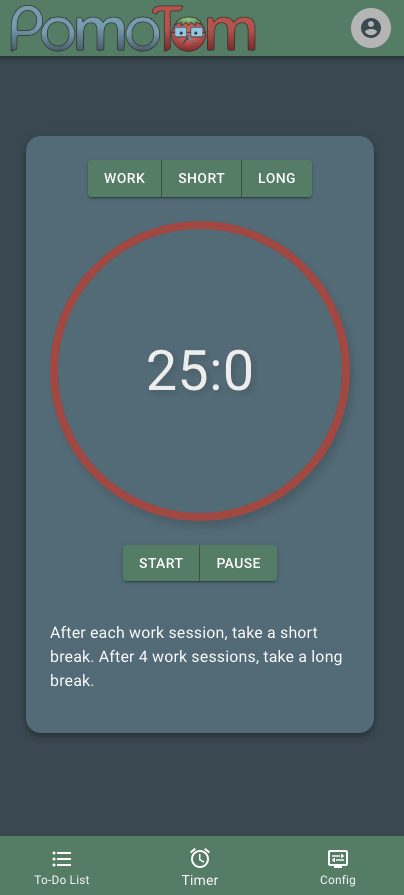 PomoTom
WORK SHORT LONG
25:0
START PAUSE
After each work session, take a short
break. After 4 work sessions, take a long
break.
To-Do List Timer Config